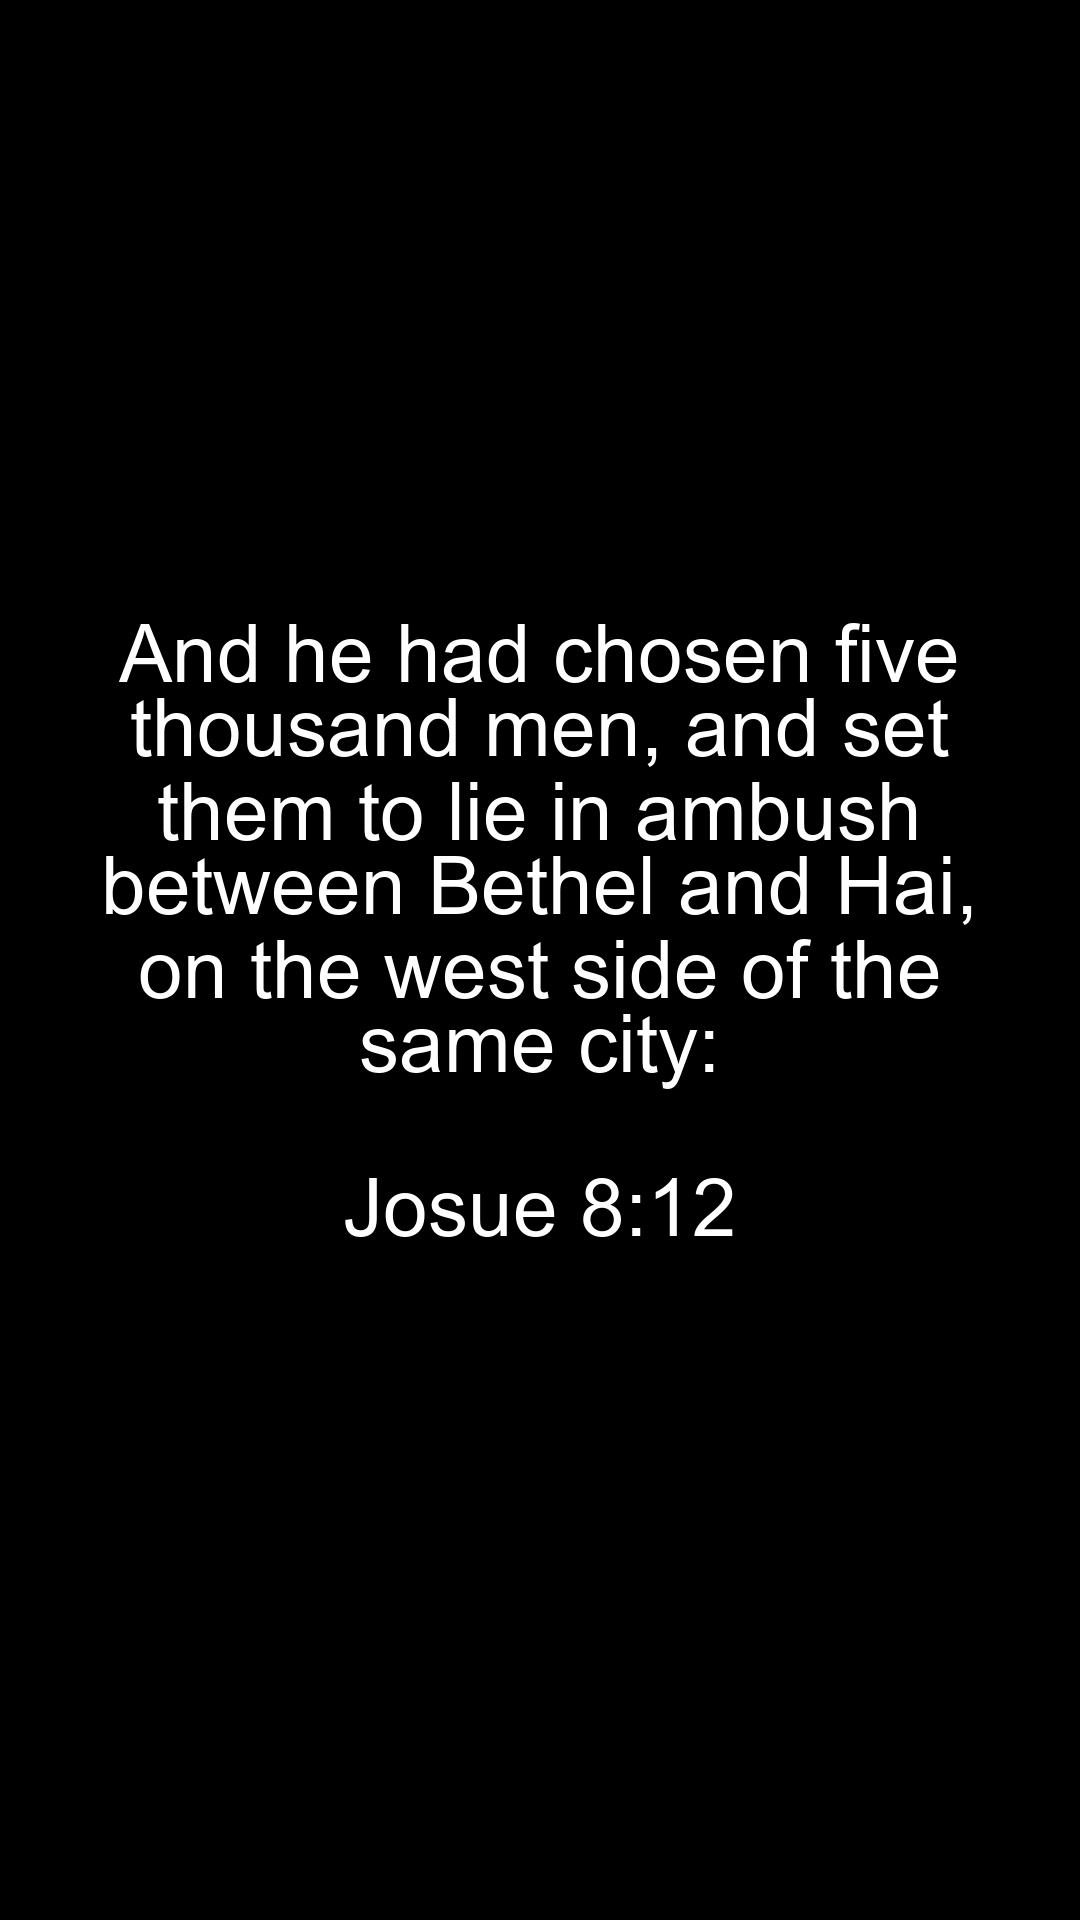 And he had chosen five
thousand men, and set
them to lie in ambush
between Bethel and Hai,
on the west side of the
same city:
Josue 8:12